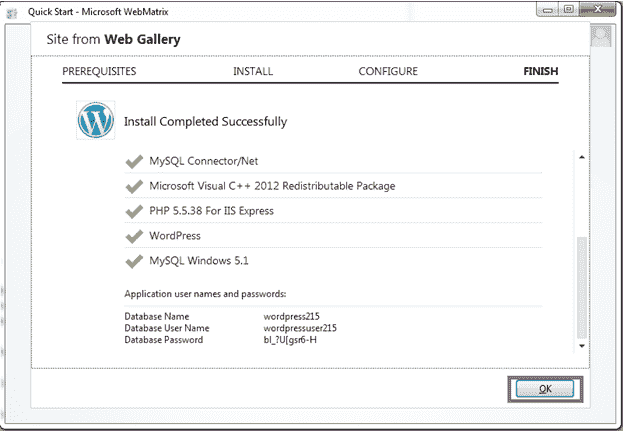 Quick Start - Microsoft WebMatrix
Site from Web Gallery
PREREQUISITES INSTALL CONFIGURE FINISH
Install Completed Successfully
MySQL Connector/Net
Microsoft Visual C++ 2012 Redistributable Package
PHP 5.5.38 For IIS Express
WordPress
MySQL Windows 5.1
Application user names and passwords:
Database Name wordpress215
Database User Name wordpressuser215
Database Password bI_?U[gsr6-H
OK